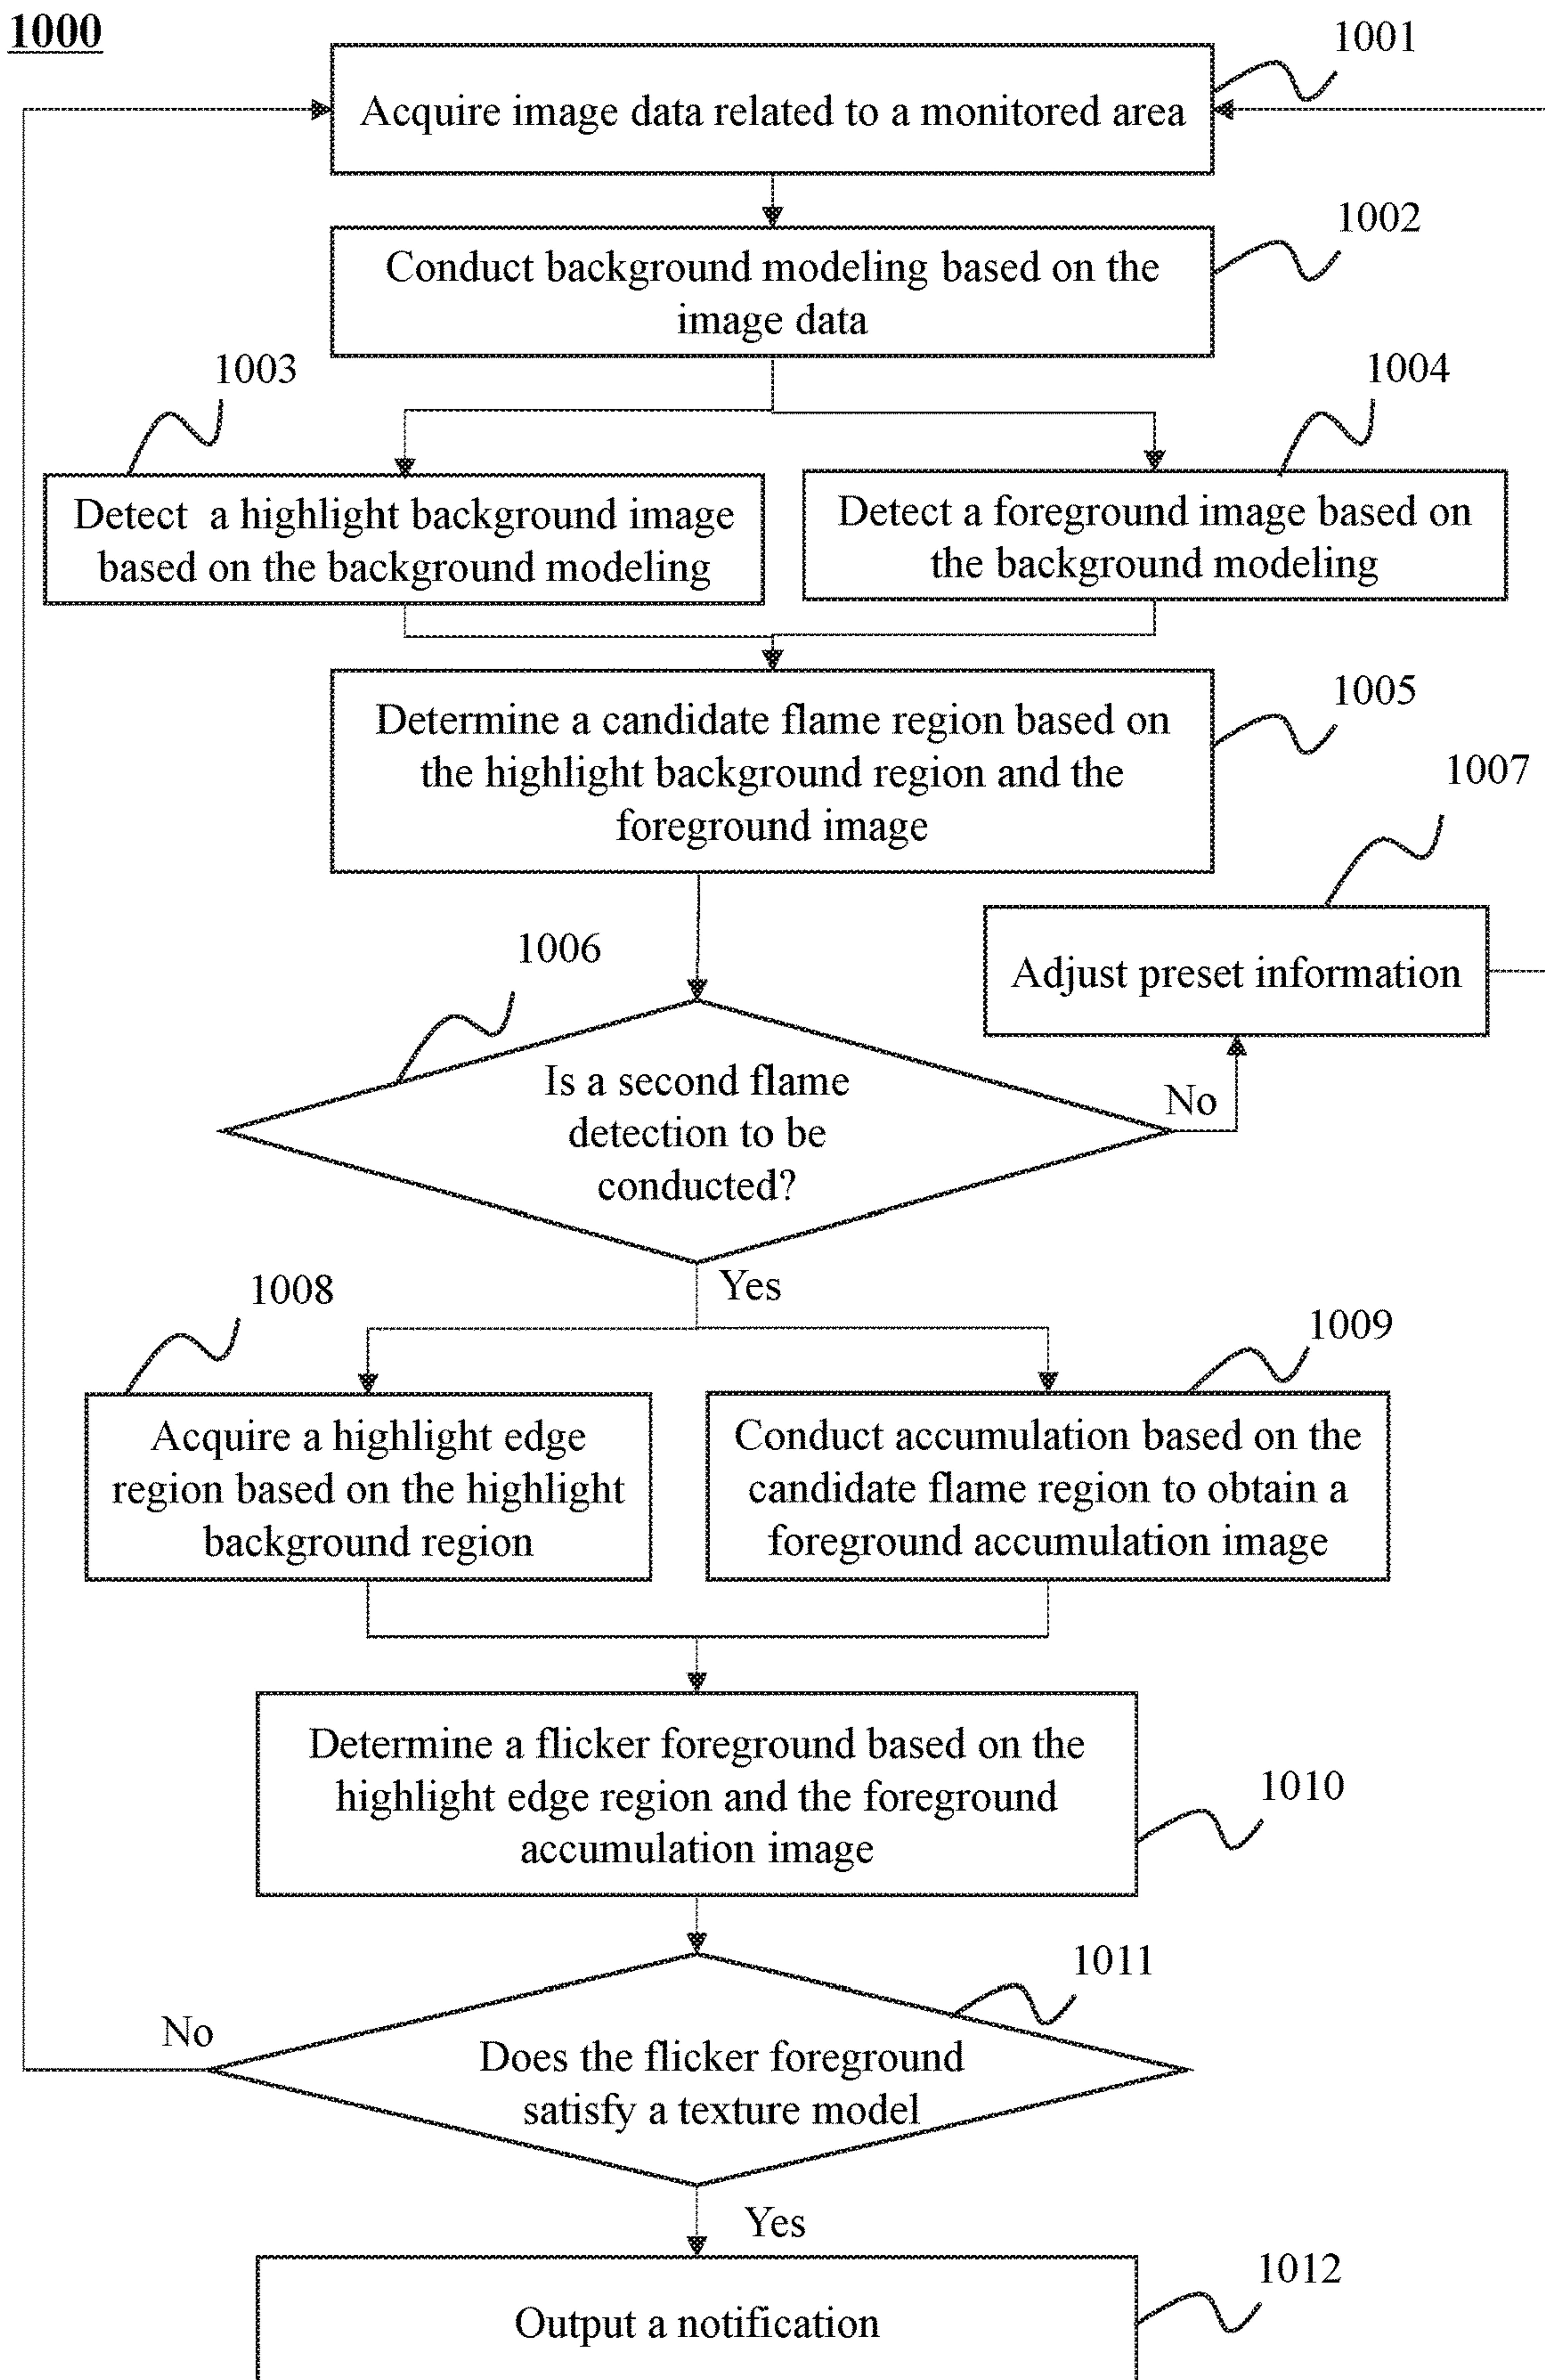 1000
1001
Acquire image data related to a monitored area
1002
Conduct background modeling based on the
image data
1003
1004
Detect a highlight background image
based on the background modeling
Detect a foreground image based on
the background modeling
1005
Determine a candidate flame region based on
the highlight background region and the
foreground image
1007
Adjust preset information
1006
Is a second flame
detection to be
conducted?
No
Yes
1008
1009
Acquire a highlight edge
region based on the highlight
background region
Conduct accumulation based on the
candidate flame region to obtain a
foreground accumulation image
Determine a flicker foreground based on the
highlight edge region and the foreground
accumulation image
1010
1011
No
Does the flicker foreground
satisfy a texture model
Yes
1012
Output a notification